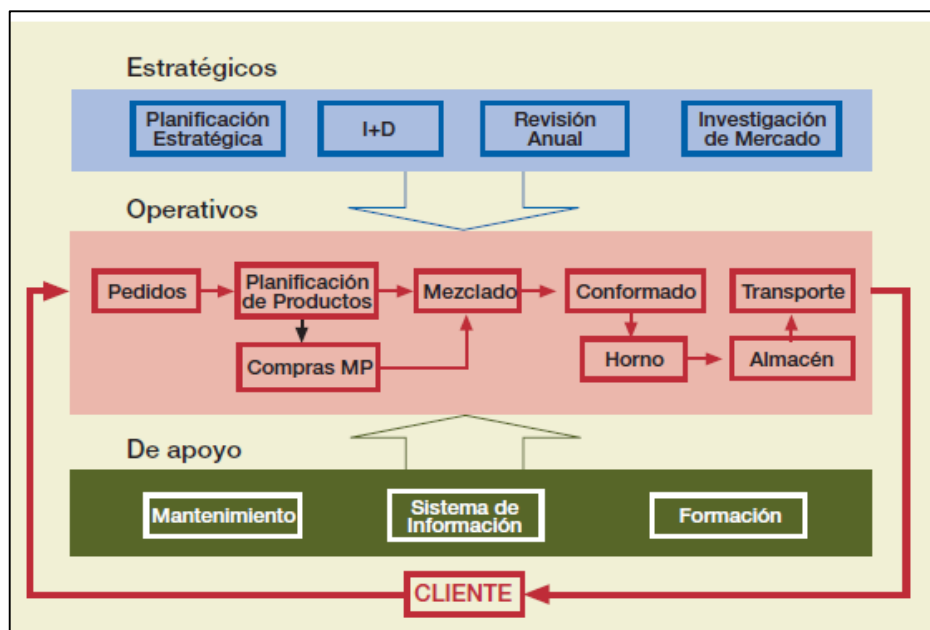 Estratégicos
Planificación
Estratégica
I+D
Revisión
Anual
Investigación
de Mercado
Operativos
Pedidos
Planificación
de Productos
Mezclado
Conformado
Transporte
Compras MP
Horno
Almacén
De apoyo
Mantenimiento
Sistema de
Información
Formación
CLIENTE